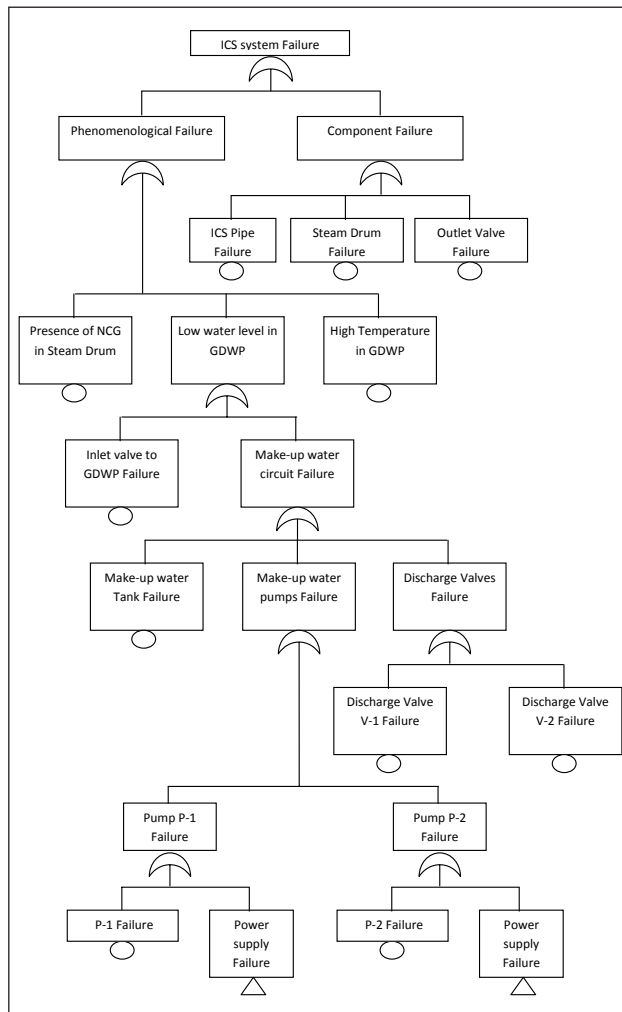 ICS system Failure
Phenomenological Failure
Component Failure
ICS Pipe
Failure
Steam Drum
Failure
Outlet Valve
Failure
Presence of NCG
in Steam Drum
Low water level in
GDWP
High Temperature
in GDWP
Inlet valve to
GDWP Failure
Make-up water
circuit Failure
Make-up water
Tank Failure
Make-up water
pumps Failure
Discharge Valves
Failure
Discharge Valve
V-1 Failure
Discharge Valve
V-2 Failure
Pump P-1
Failure
Pump P-2
Failure
P-1 Failure
Power
supply
Failure
P-2 Failure
Power
supply
Failure